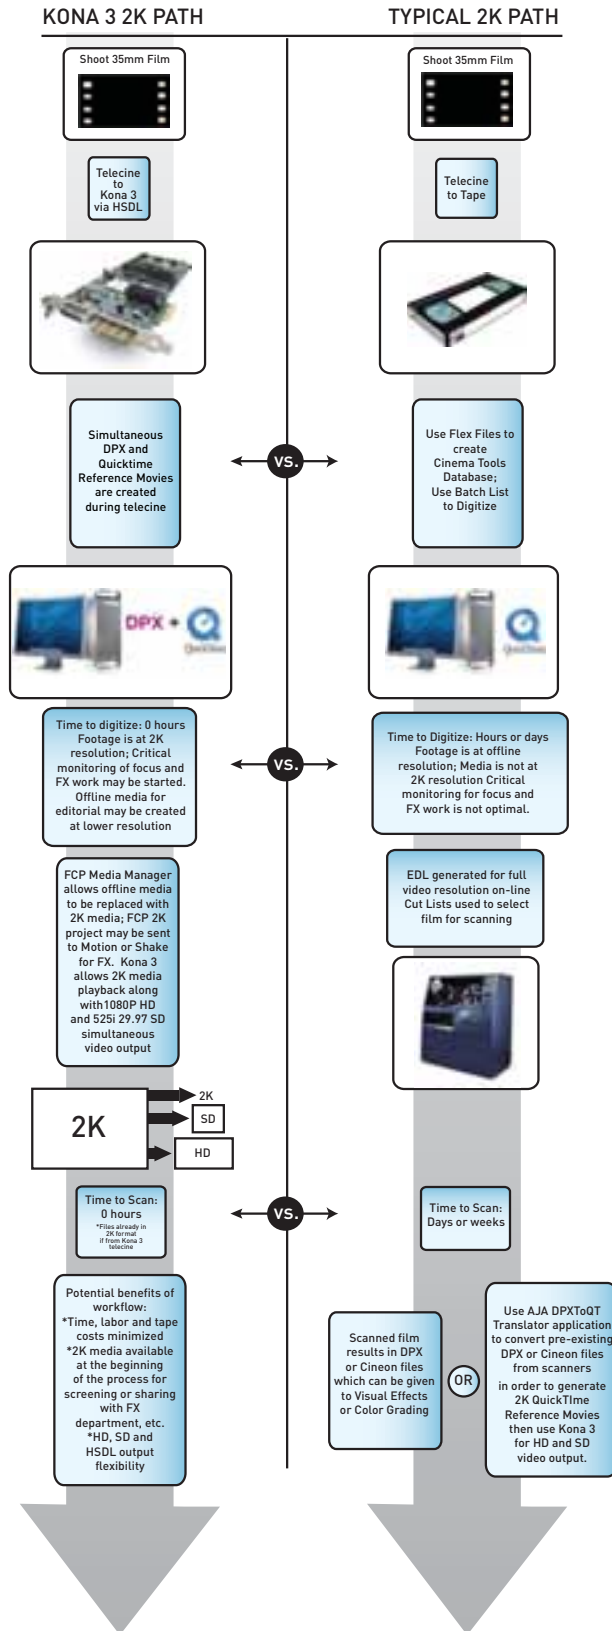 KONA 3 2K PATH
Shoot 35mm Film
Telecine
to
Kona 3
via HSDL
Simultaneous
DPX and
Quicktime
Reference Movies
are created
during telecine
DPX +
QuickTime
Time to digitize: 0 hours
Footage is at 2K
resolution; Critical
monitoring of focus and
FX work may be started.
Offline media for
editorial may be created
at lower resolution
FCP Media Manager
allows offline media
to be replaced with
2K media; FCP 2K
project may be sent
to Motion or Shake
for FX. Kona 3
allows 2K media
playback along
with1080P HD
and 525i 29.97 SD
simultaneous
video output
2K
2K
SD
HD
Time to Scan:
0 hours
*Files already in
2K format
if from Kona 3
telecine
Potential benefits of
workflow:
*Time, labor and tape
costs minimized
*2K media available
at the beginning
of the process for
screening or sharing
with FX
department, etc.
*HD, SD and
HSDL output
flexibility
vs.
vs.
vs.
TYPICAL 2K PATH
Shoot 35mm Film
Telecine
to Tape
Use Flex Files to
create
Cinema Tools
Database;
Use Batch List
to Digitize
QuickTime
Time to Digitize: Hours or days
Footage is at offline
resolution; Media is not at
2K resolution Critical
monitoring for focus and
FX work is not optimal.
EDL generated for full
video resolution on-line
Cut Lists used to select
film for scanning
Time to Scan:
Days or weeks
Scanned film
results in DPX
or Cineon files
which can be given
to Visual Effects
or Color Grading
OR
Use AJA DPXToQT
Translator application
to convert pre-existing
DPX or Cineon files
from scanners
in order to generate
2K QuickTIme
Reference Movies
then use Kona 3
for HD and SD
video output.